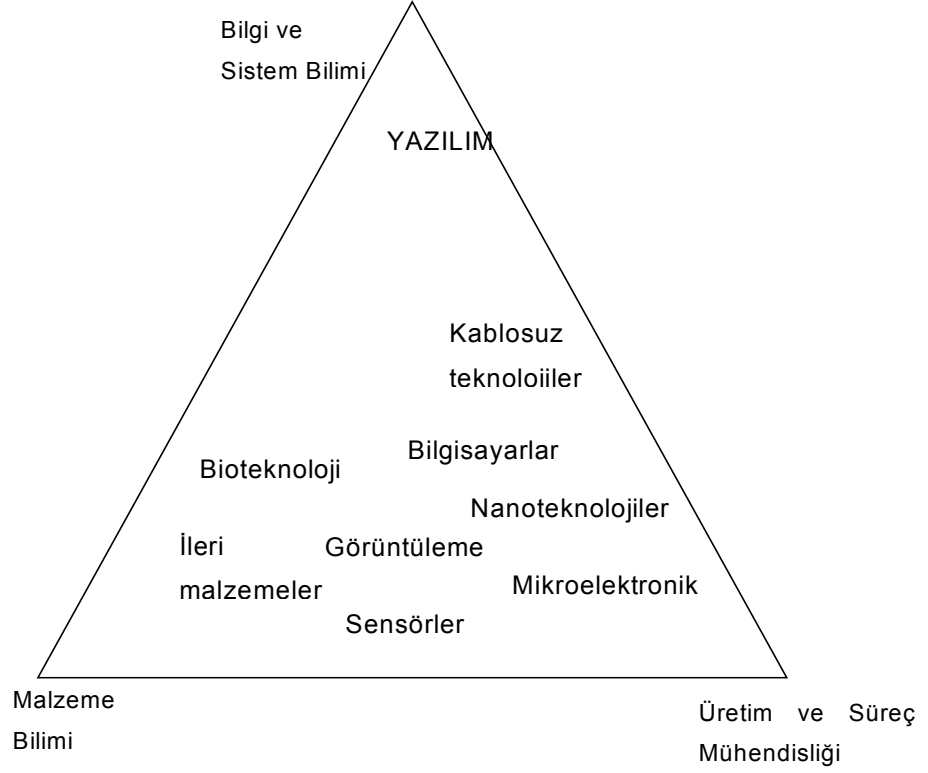 Bilgi ve
Sistem Bilimi
YAZILIM
Kablosuz
teknoloiiler
Bilgisayarlar
Bioteknoloji
Nanoteknolojiler
İleri
malzemeler
Görüntüleme
Mikroelektronik
Sensörler
Malzeme
Bilimi
Üretim ve Süreç
Mühendisliği